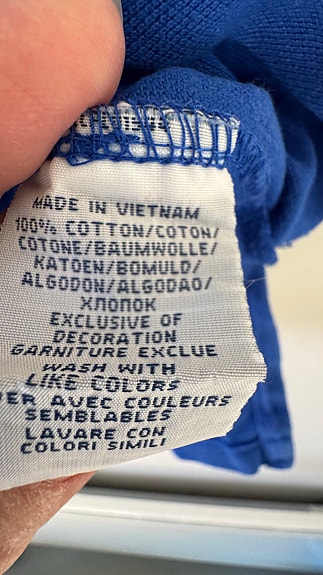 MADE IN VIETNAM
100% COTTON/COTON/
COTONE/BAUMWOLLE/
KATOEN/BOMULD/
ALGODON/ALGODAO/
ХЛОПОК
EXCLUSIVE OF
DECORATION
GARNITURE EXCLUE
WASH WITH
LIKE COLORS
AVEC COULEURS
SEMBLABLES
LAVARE CON
COLORI SIMILI